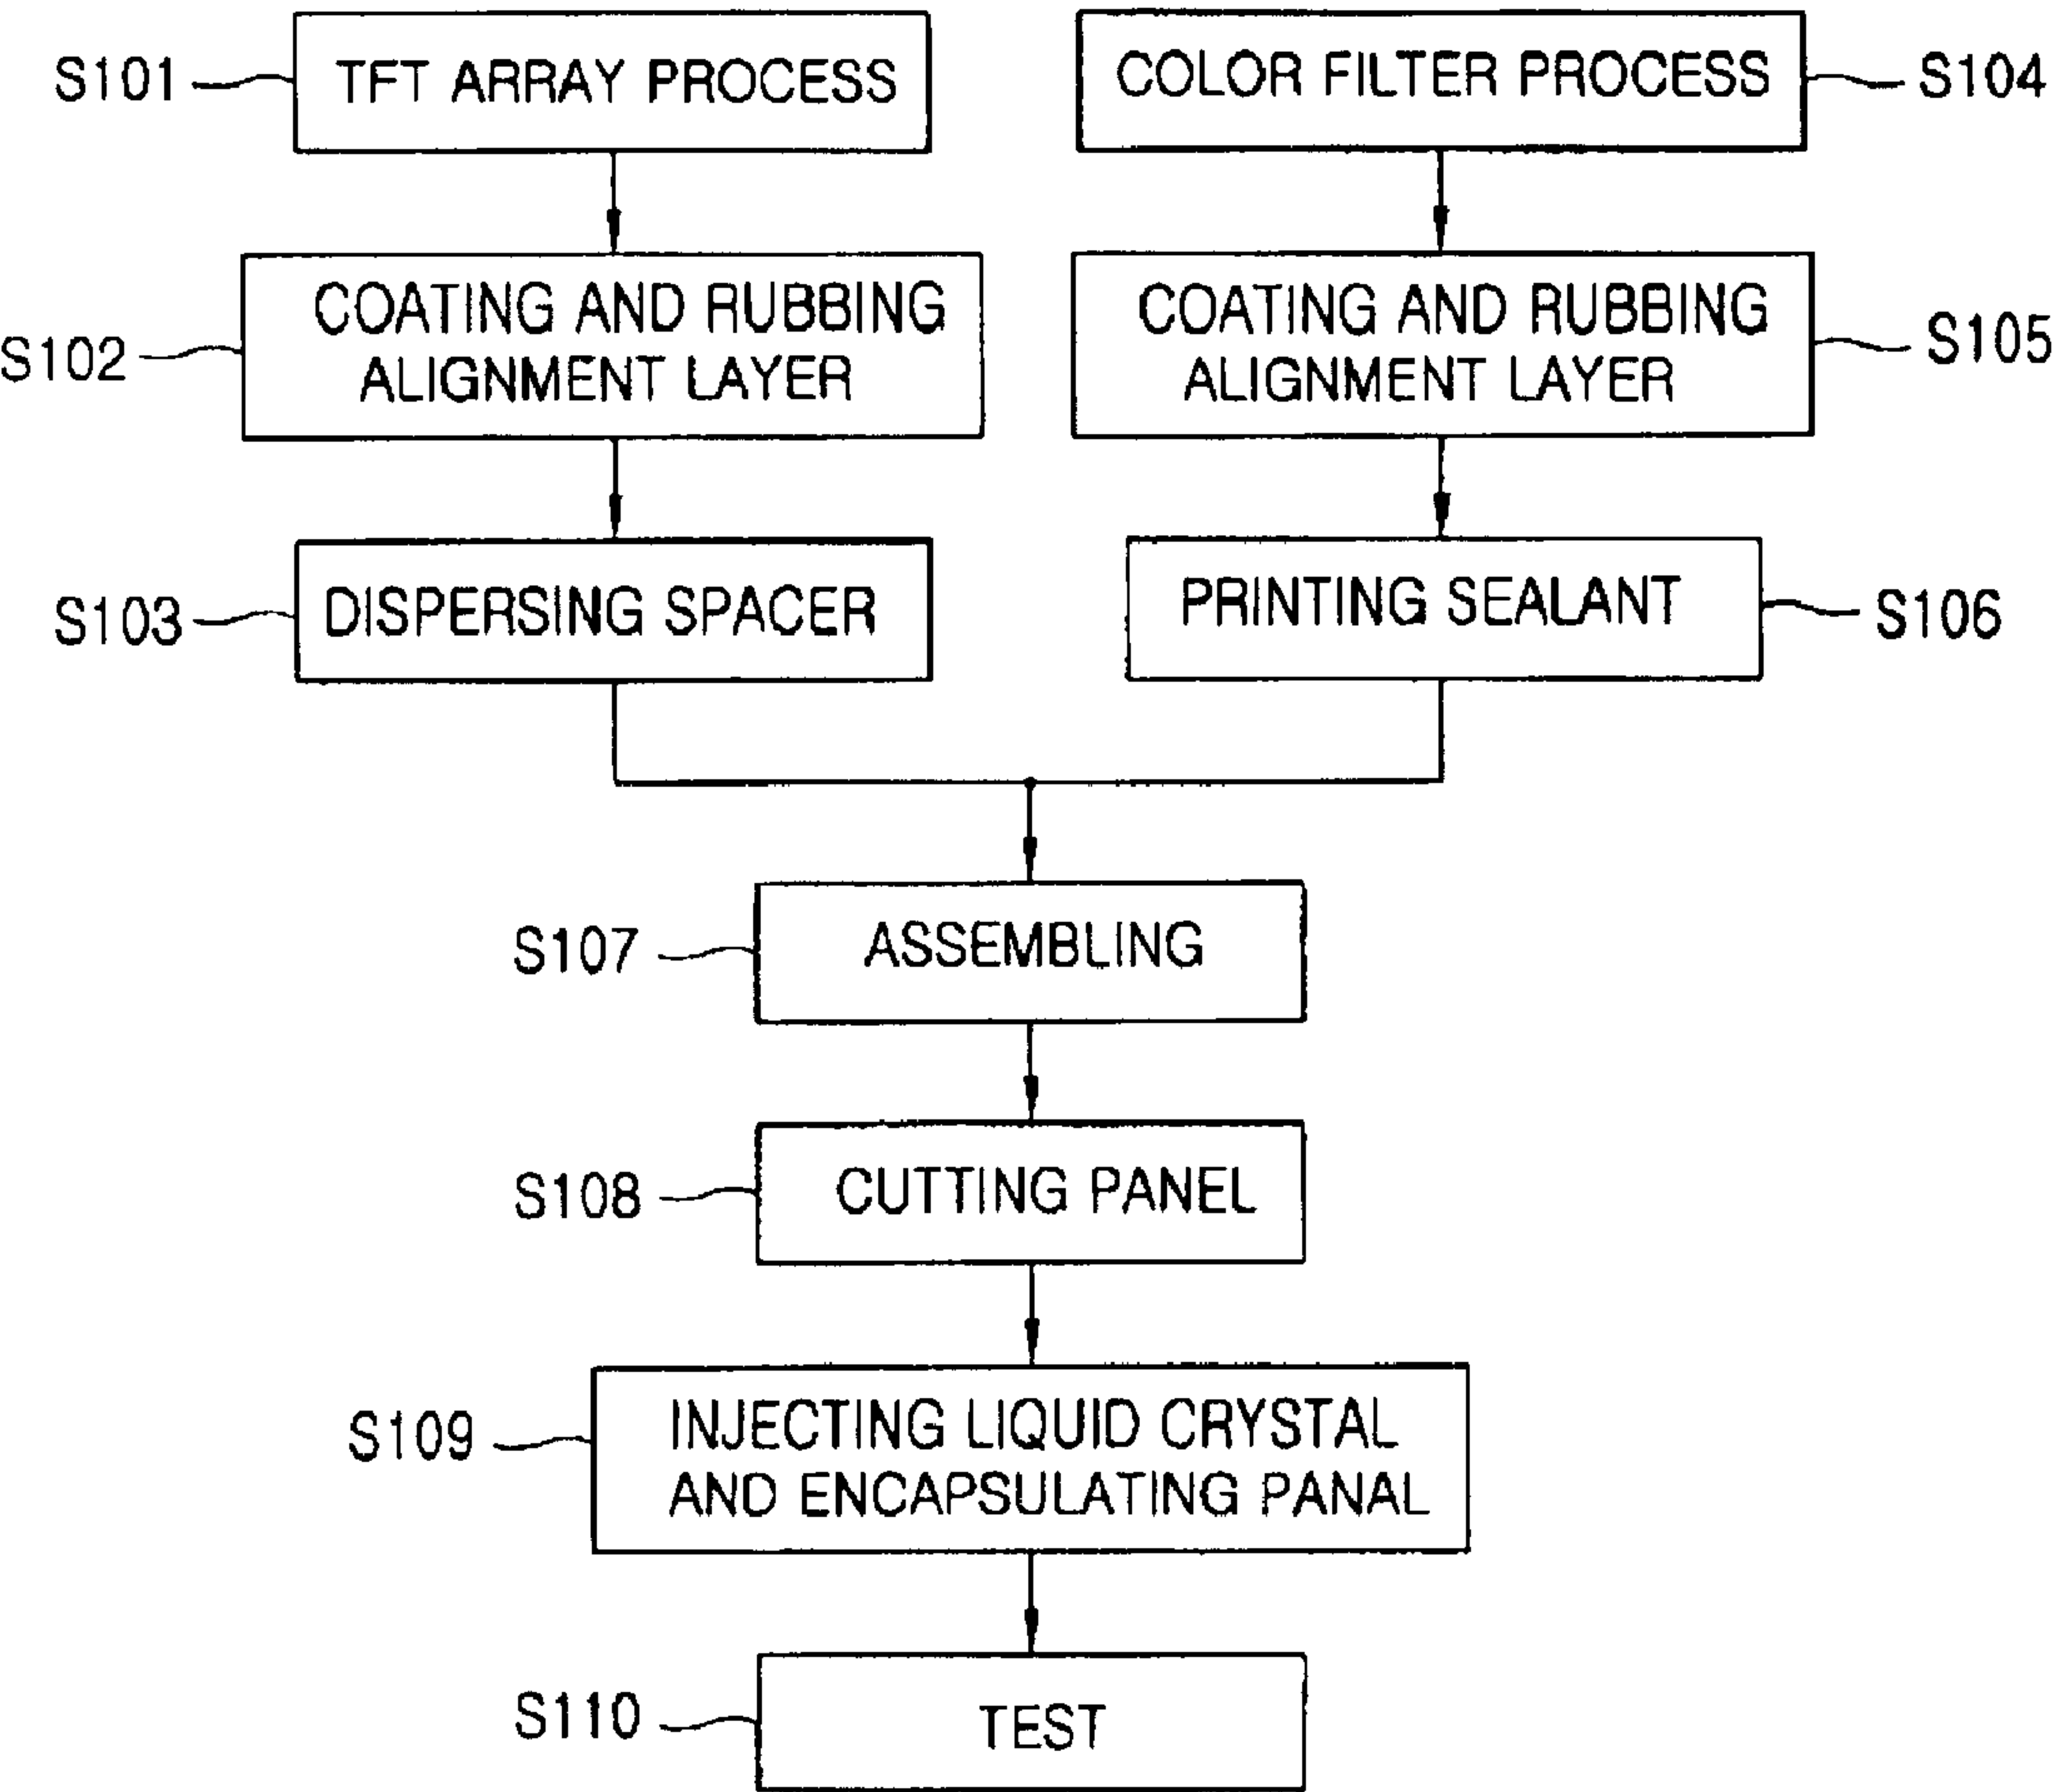 S101
TFT ARRAY PROCESS
COLOR FILTER PROCESS
S104
S102
COATING AND RUBBING
ALIGNMENT LAYER
COATING AND RUBBING
ALIGNMENT LAYER
S105
S103
DISPERSING SPACER
PRINTING SEALANT
S106
S107
ASSEMBLING
S108
CUTTING PANEL
S109
INJECTING LIQUID CRYSTAL
AND ENCAPSULATING PANAL
S110
TEST